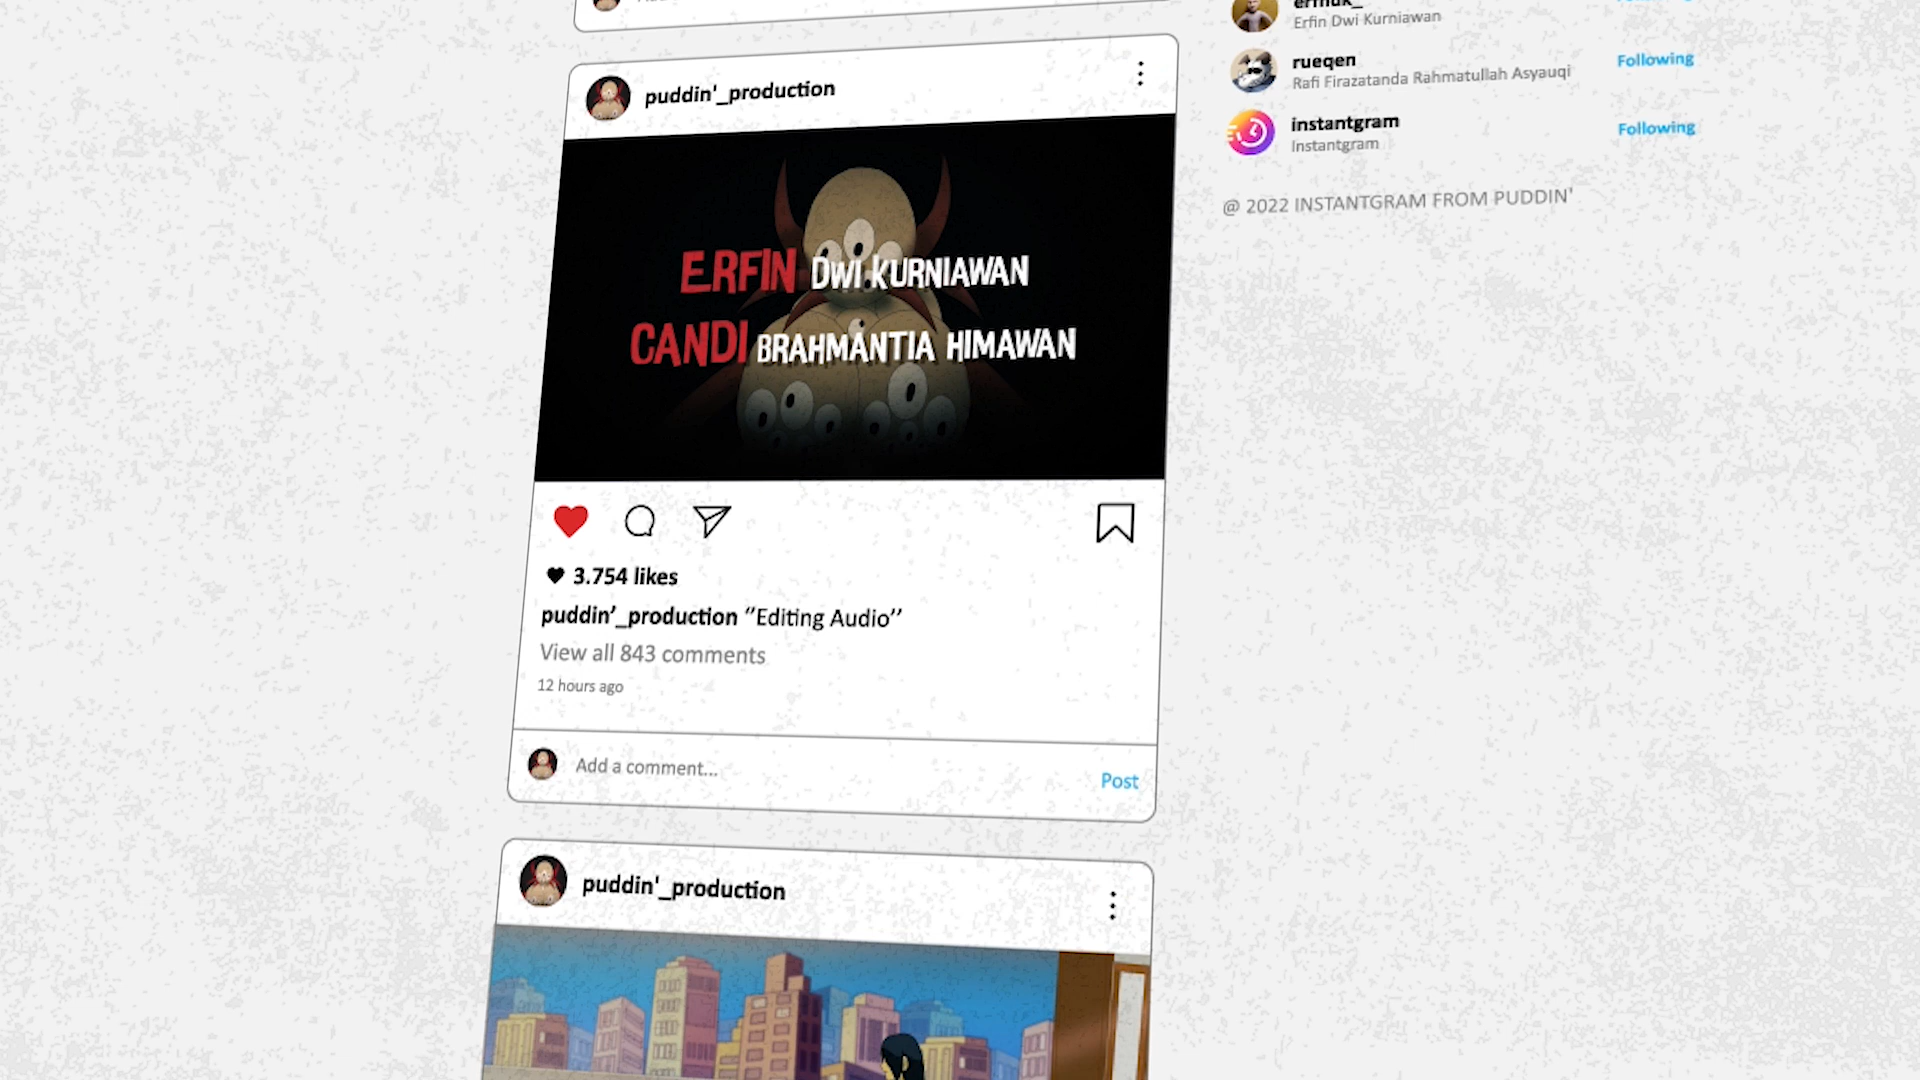 puddin'_production
ERFIN DWI KURNIAWAN
CANDI BRAHMANTIA HIMAWAN
3.754 likes
puddin’_production “Editing Audio’’
View all 843 comments
12 hours ago
Add a comment...
Post
puddin'_production
Erfin Dwi Kurniawan
rueqen
Rafi Firazatanda Rahmatullah Asyauqi
Following
instantgram
Instantgram
Following
@ 2022 INSTANTGRAM FROM PUDDIN'